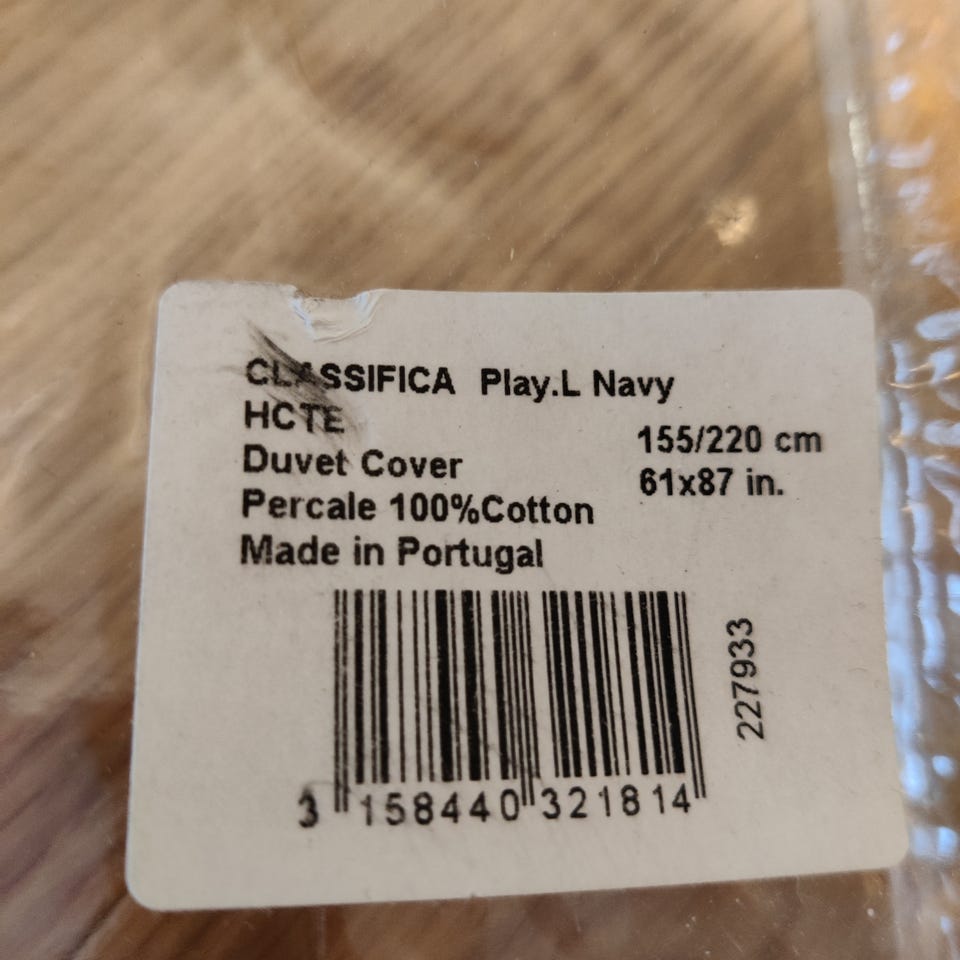 CLASSIFICA Play.L Navy
HCTE
155/220 cm
Duvet Cover
61x87 in.
Percale 100%Cotton
Made in Portugal
227933
3 158440 321814